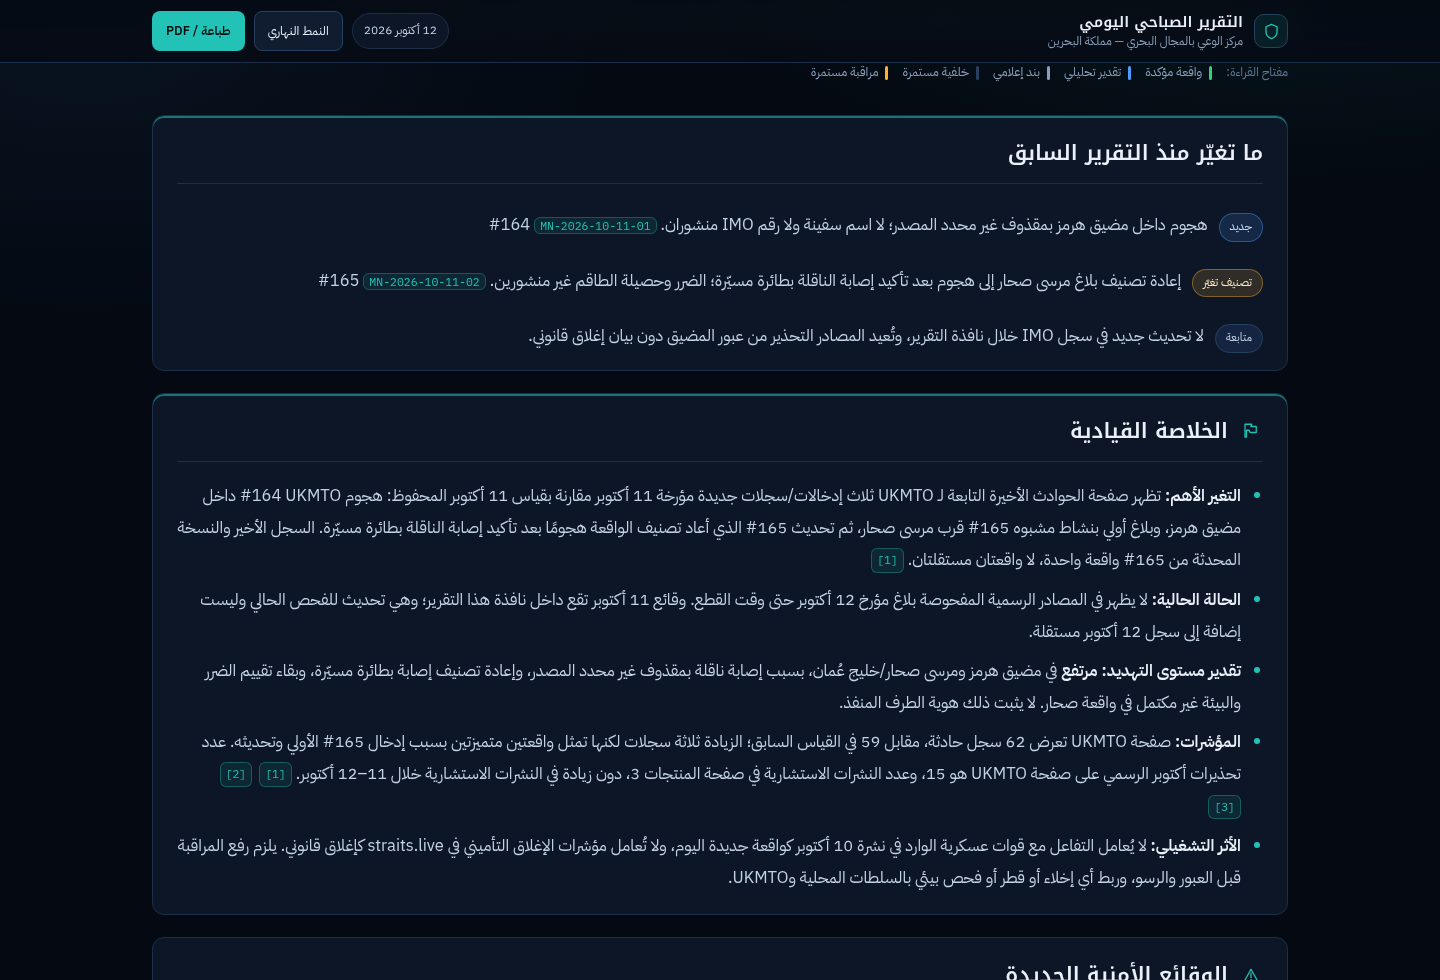 التقرير الصباحي اليومي
مركز الوعي بالمجال البحري — مملكة البحرين
12 أكتوبر 2026
النمط النهاري
طباعة / PDF
مفتاح القراءة:
واقعة مؤكدة
تقدير تحليلي
بند إعلامي
خلفية مستمرة
مراقبة مستمرة
ما تغيّر منذ التقرير السابق
جديد هجوم داخل مضيق هرمز بمقذوف غير محدد المصدر؛ لا اسم سفينة ولا رقم IMO منشوران. MN-2026-10-11-01 #164
تصنيف تغيّر إعادة تصنيف بلاغ مرسى صحار إلى هجوم بعد تأكيد إصابة الناقلة بطائرة مسيّرة؛ الضرر وحصيلة الطاقم غير منشورين. MN-2026-10-11-02 #165
متابعة لا تحديث جديد في سجل IMO خلال نافذة التقرير، وتُعيد المصادر التحذير من عبور المضيق دون بيان إغلاق قانوني.
الخلاصة القيادية
التغير الأهم: تظهر صفحة الحوادث الأخيرة التابعة لـ UKMTO ثلاث إدخالات/سجلات جديدة مؤرخة 11 أكتوبر مقارنة بقياس 11 أكتوبر المحفوظ: هجوم UKMTO #164 داخل
مضيق هرمز، وبلاغ أولي بنشاط مشبوه #165 قرب مرسى صحار، ثم تحديث #165 الذي أعاد تصنيف الواقعة هجومًا بعد تأكيد إصابة الناقلة بطائرة مسيّرة. السجل الأخير والنسخة
المحدثة من #165 واقعة واحدة، لا واقعتان مستقلتان. [1]
الحالة الحالية: لا يظهر في المصادر الرسمية المفحوصة بلاغ مؤرخ 12 أكتوبر حتى وقت القطع. وقائع 11 أكتوبر تقع داخل نافذة هذا التقرير؛ وهي تحديث للفحص الحالي وليست
إضافة إلى سجل 12 أكتوبر مستقلة.
تقدير مستوى التهديد: مرتفع في مضيق هرمز ومرسى صحار/خليج عُمان، بسبب إصابة ناقلة بمقذوف غير محدد المصدر، وإعادة تصنيف إصابة بطائرة مسيّرة، وبقاء تقييم الضرر
والبيئة غير مكتمل في واقعة صحار. لا يثبت ذلك هوية الطرف المنفذ.
المؤشرات: صفحة UKMTO تعرض 62 سجل حادثة، مقابل 59 في القياس السابق؛ الزيادة ثلاثة سجلات لكنها تمثل واقعتين متميزتين بسبب إدخال #165 الأولي وتحديثه. عدد
تحذيرات أكتوبر الرسمي على صفحة UKMTO هو 15، وعدد النشرات الاستشارية في صفحة المنتجات 3، دون زيادة في النشرات الاستشارية خلال 11–12 أكتوبر. [1] [2]
[3]
الأثر التشغيلي: لا يُعامل التفاعل مع قوات عسكرية الوارد في نشرة 10 أكتوبر كواقعة جديدة اليوم، ولا تُعامل مؤشرات الإغلاق التأميني في straits.live كإغلاق قانوني. يلزم رفع المراقبة
قبل العبور والرسو، وربط أي إخلاء أو قطر أو فحص بيئي بالسلطات المحلية وUKMTO.
الوقائع الأمنية الجديدة